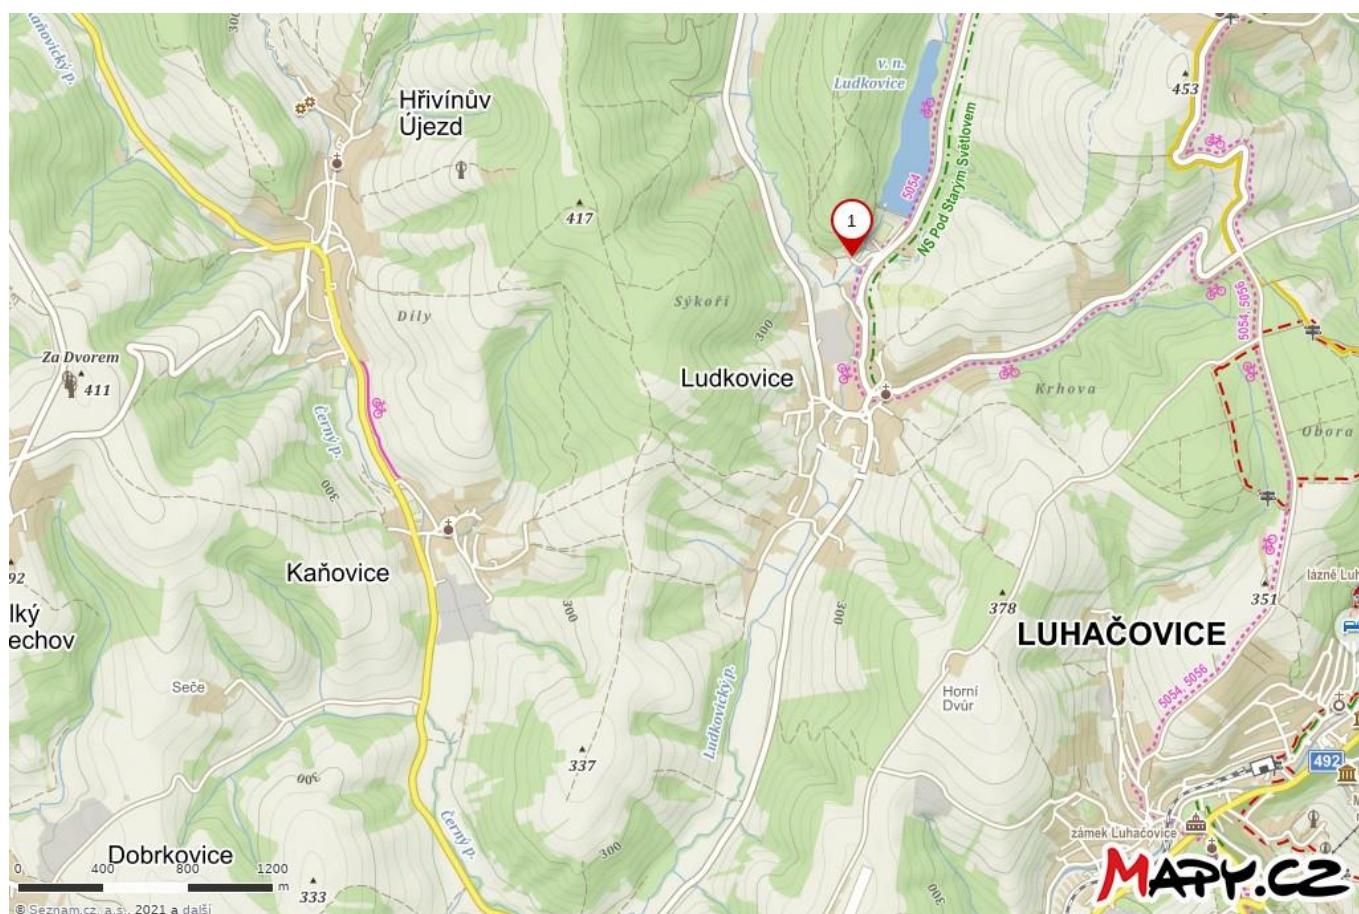 Kaňovický p.
300
v. n.
Ludkovice
453
Hřivínův
Újezd
5054
NS Pod Starým Světlovem
417
1
Sýkoří
300
Díly
5054, 5056
Za Dvorem
411
Ludkovice
Krhova
Černý p.
Obora
300
Kaňovice
92
lký
echov
300
300
378
351
lázně Luh
LUHAČOVICE
Seče
Horní
Dvůr
Ludkovický p.
5054, 5056
337
300
492
M
Černý p.
zámek Luhačovice
300
Dobrkovice
0 400 800 1200
m
333
300
MAPY.CZ
© Seznam.cz, a.s., 2021 a další